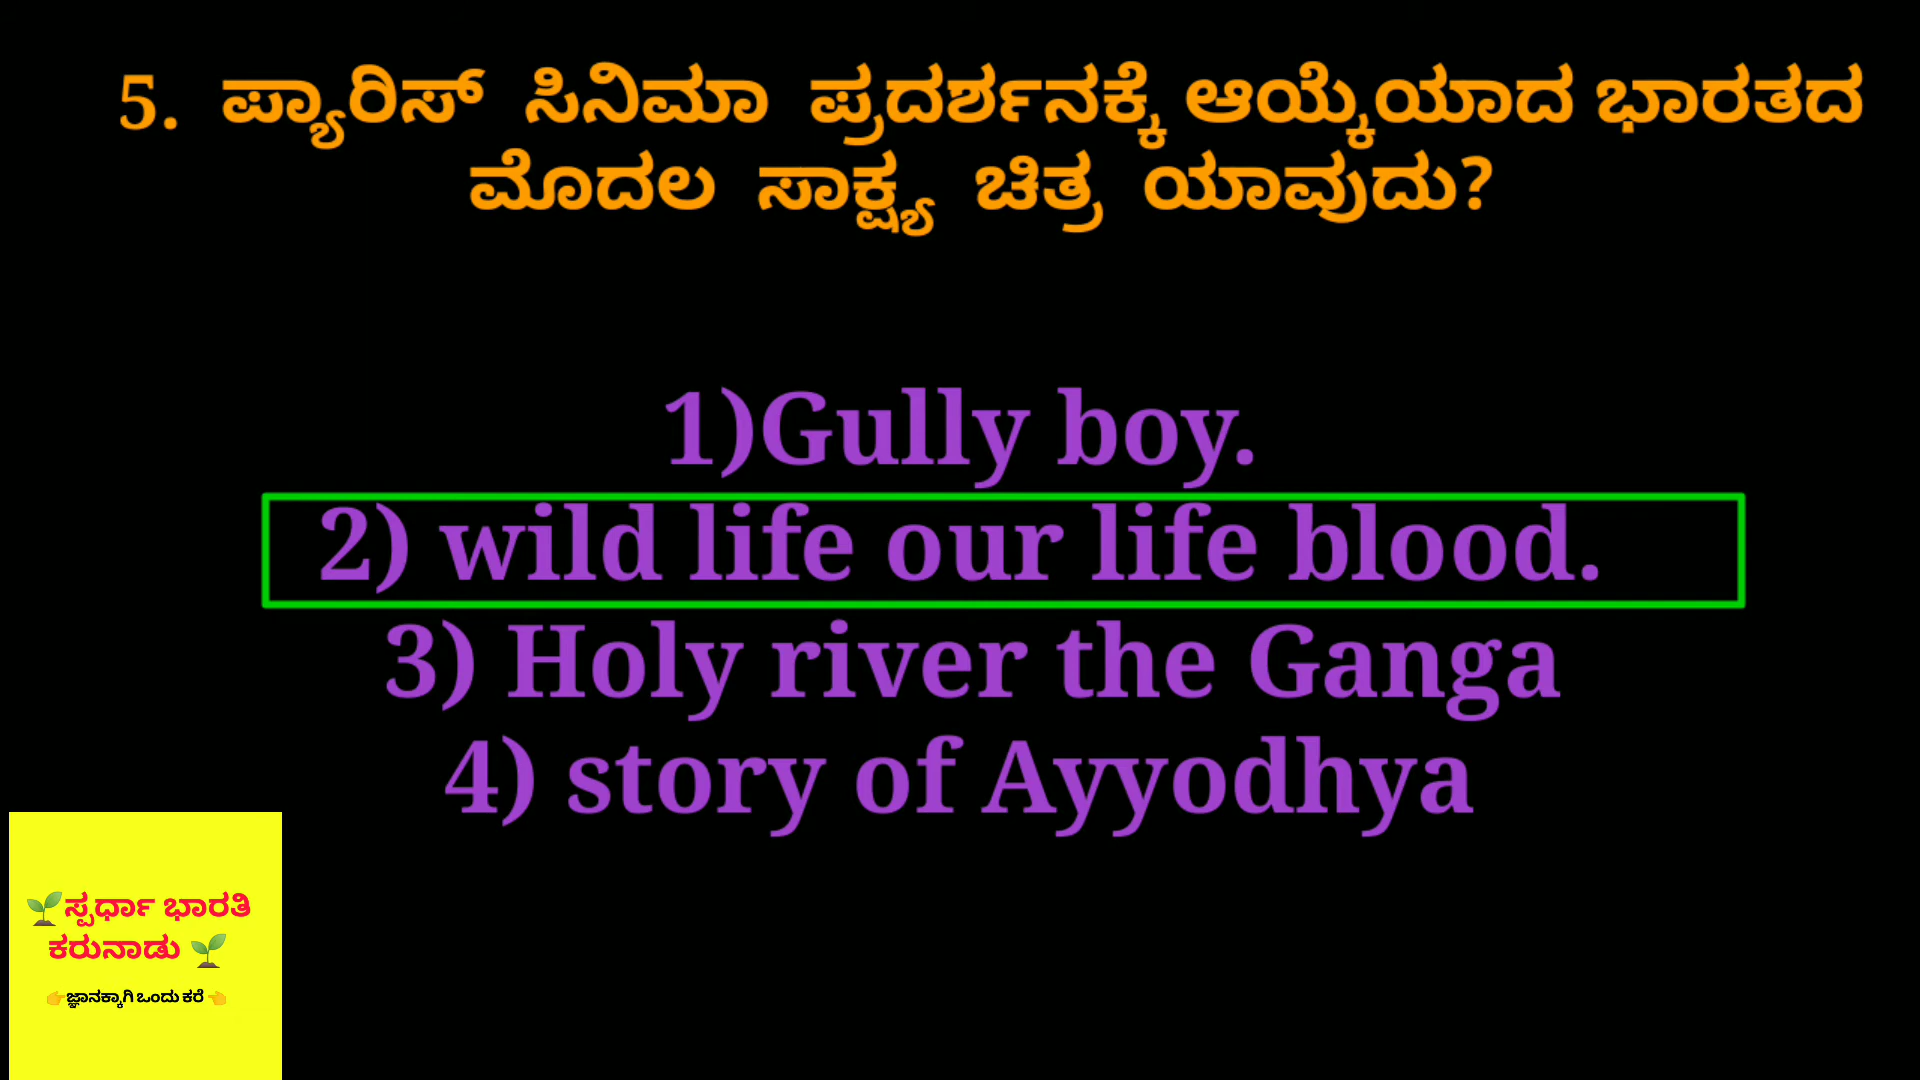 5. ಪ್ಯಾರಿಸ್ ಸಿನಿಮಾ ಪ್ರದರ್ಶನಕ್ಕೆ ಆಯ್ಕೆಯಾದ ಭಾರತದ
ಮೊದಲ ಸಾಕ್ಷ್ಯ ಚಿತ್ರ ಯಾವುದು?
1)Gully boy.
2) wild life our life blood.
3) Holy river the Ganga
4) story of Ayyodhya
🌱ಸ್ಪರ್ಧಾ ಭಾರತಿ
ಕರುನಾಡು 🌱
👉ಜ್ಞಾನಕ್ಕಾಗಿ ಒಂದು ಕರೆ 👈